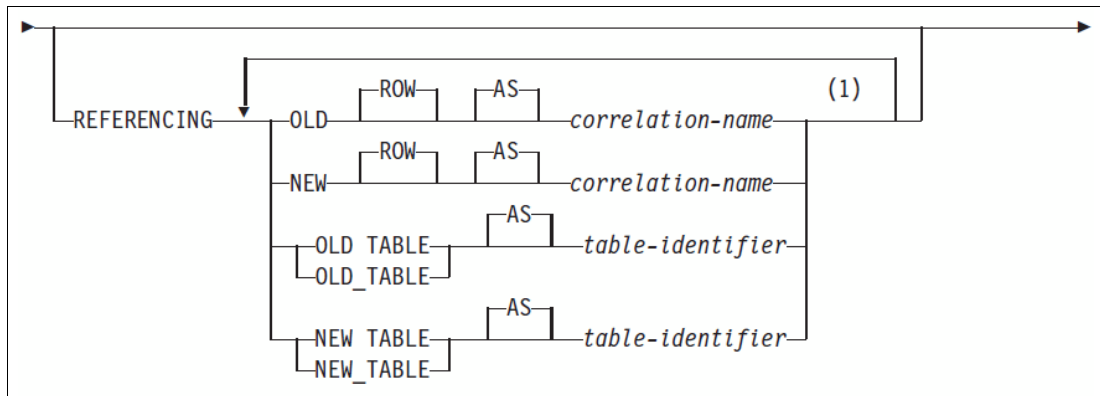 ROW AS (1)
REFERENCING OLD correlation-name
ROW AS
NEW correlation-name
AS
OLD TABLE table-identifier
OLD_TABLE
AS
NEW TABLE table-identifier
NEW_TABLE